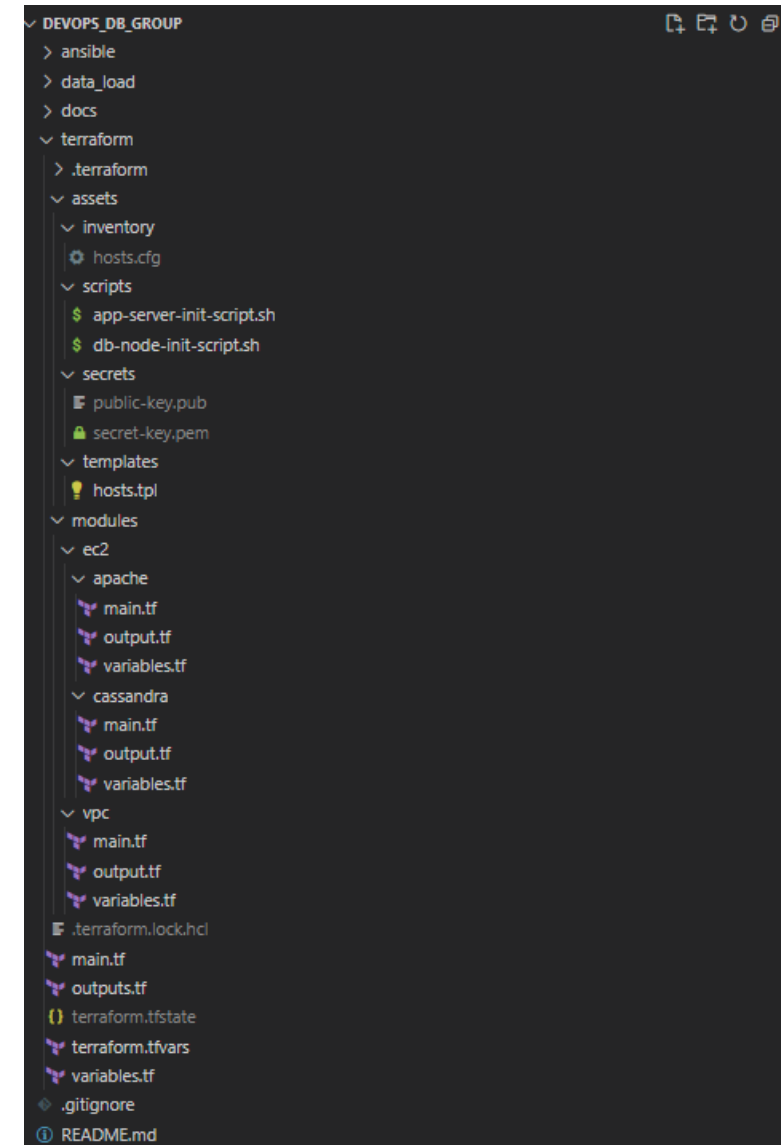 DEVOPS_DB_GROUP
ansible
data_load
docs
terraform
.terraform
assets
inventory
hosts.cfg
scripts
$ app-server-init-script.sh
$ db-node-init-script.sh
secrets
public-key.pub
secret-key.pem
templates
hosts.tpl
modules
ec2
apache
main.tf
output.tf
variables.tf
cassandra
main.tf
output.tf
variables.tf
vpc
main.tf
output.tf
variables.tf
.terraform.lock.hcl
main.tf
outputs.tf
{} terraform.tfstate
terraform.tfvars
variables.tf
.gitignore
README.md